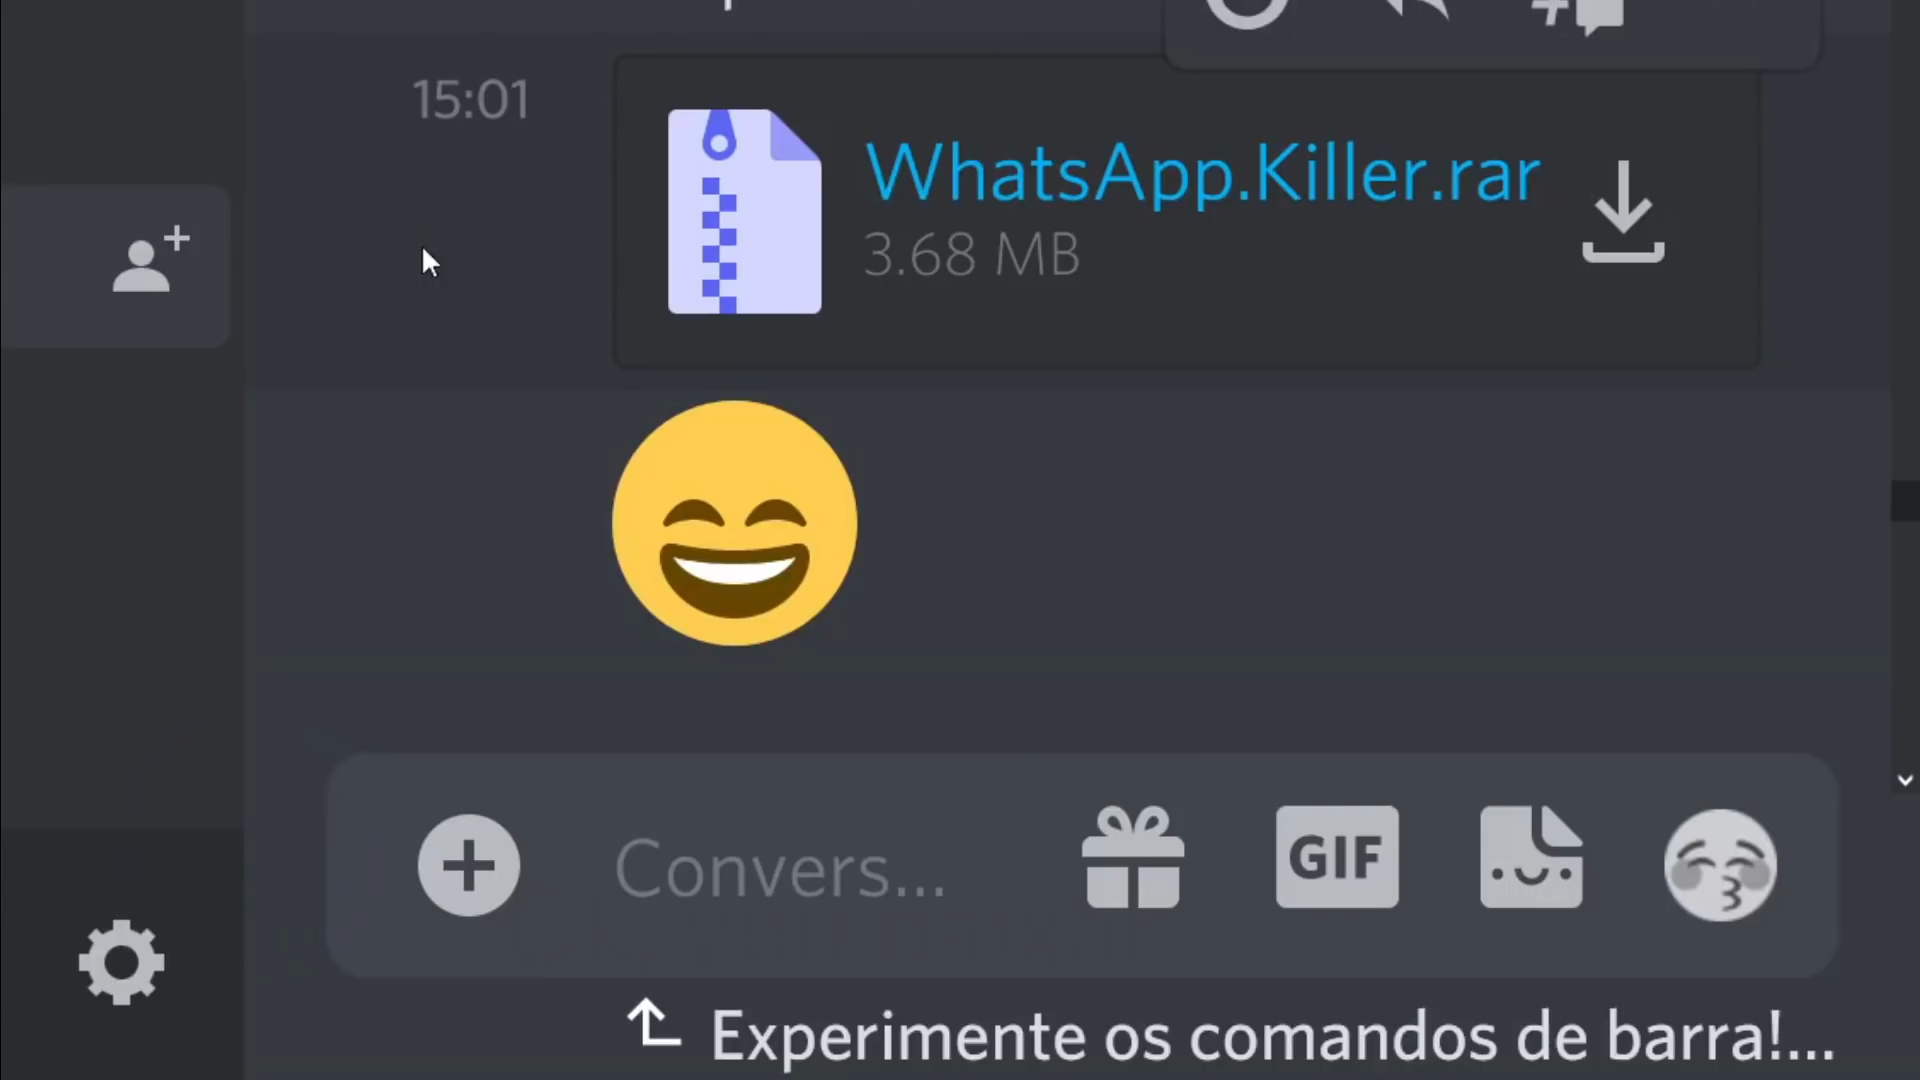 15:01
WhatsApp.Killer.rar
3.68 MB
Convers...
GIF
Experimente os comandos de barra!...